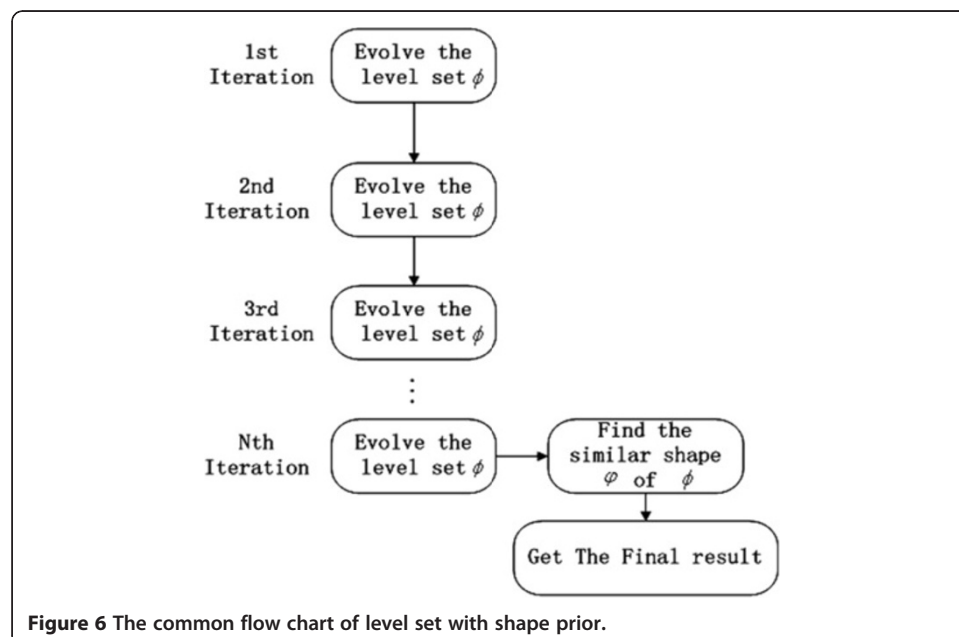 1st
Iteration
Evolve the
level set ϕ
2nd
Iteration
Evolve the
level set ϕ
3rd
Iteration
Evolve the
level set ϕ
⋮
Nth
Iteration
Evolve the
level set ϕ
Find the
similar shape
φ of ϕ
Get The Final result
Figure 6 The common flow chart of level set with shape prior.